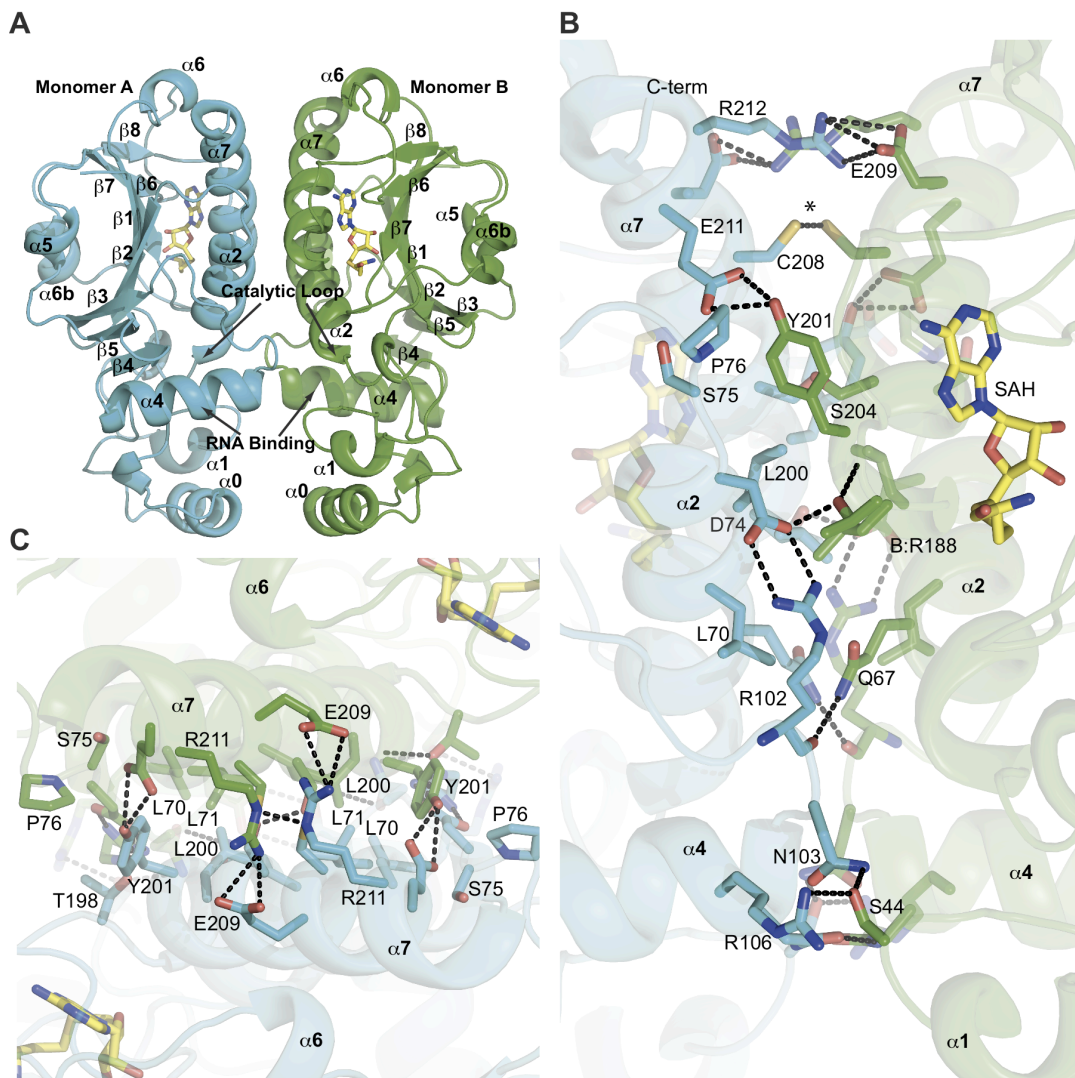 A
α6
α6
Monomer A
Monomer B
β8
β8
α7
α7
β7
β6
β6
β1
α5
α5
β7
α6b
β2
α2
β1
α6b
β3
Catalytic Loop
β2
β3
β5
α2
β5
β4
β4
α4
α4
RNA Binding
α1
α1
α0
α0
B
C-term
R212
α7
E209
*
α7
E211
C208
P76
Y201
S75
SAH
S204
L200
α2
D74
B:R188
α2
L70
Q67
R102
α4
N103
α4
S44
R106
α1
C
α6
α7
E209
S75
R211
L200
Y201
P76
L70
L71
L71
L70
P76
L200
T198
Y201
R211
S75
E209
α7
α6